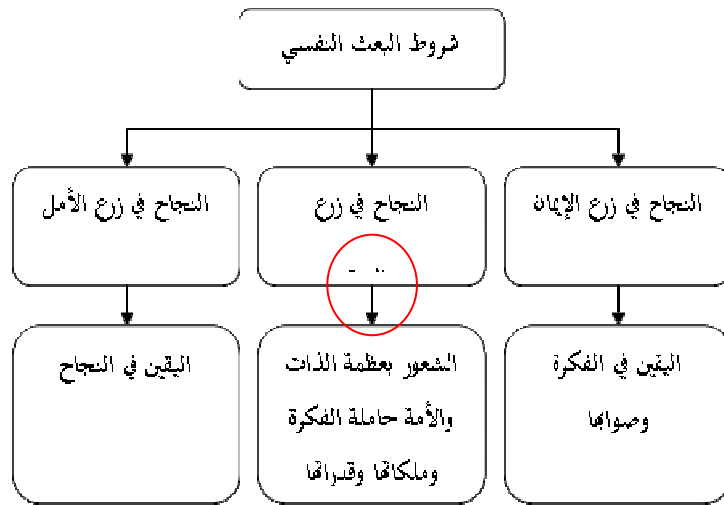 شروط البعث النفسي
النجاح في زرع الإيمان
النجاح في زرع
النجاح في زرع الأمل
اليقين في الفكرة
وصوابها
الشعور بعظمة الذات
والأمة حاملة الفكرة
وملكاتها وقدراتها
اليقين في النجاح